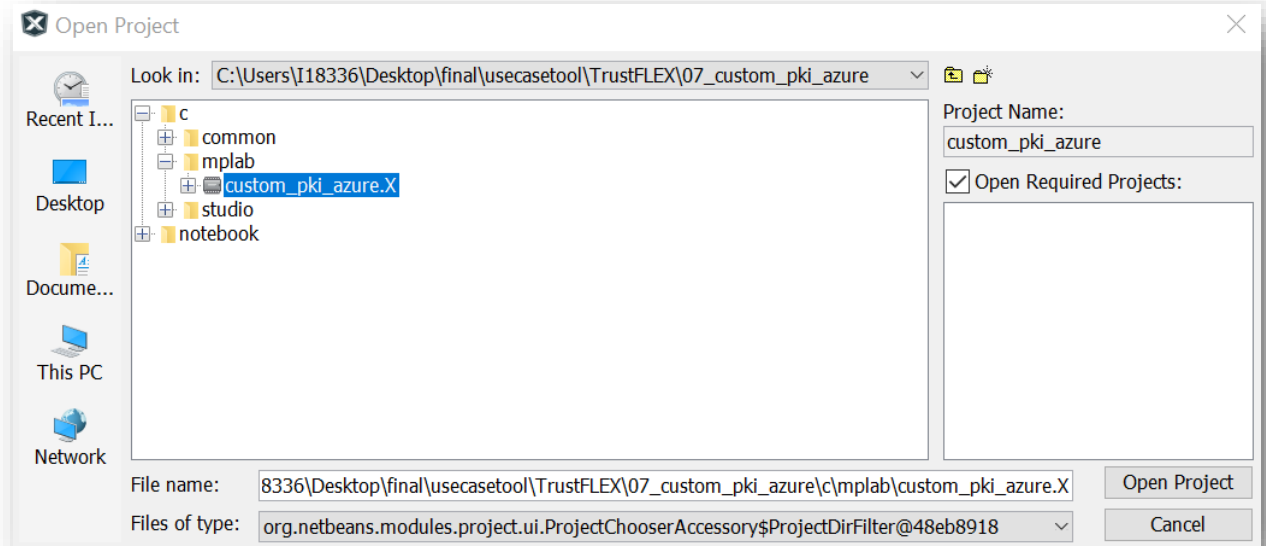 Open Project
Look in: C:\Users\I18336\Desktop\final\usecasetool\TrustFLEX\07_custom_pki_azure
Recent I...
Desktop
Docume...
This PC
Network
c
common
mplab
custom_pki_azure.X
studio
notebook
Project Name:
custom_pki_azure
Open Required Projects:
File name: 8336\Desktop\final\usecasetool\TrustFLEX\07_custom_pki_azure\c\mplab\custom_pki_azure.X
Open Project
Files of type: org.netbeans.modules.project.ui.ProjectChooserAccessory$ProjectDirFilter@48eb8918
Cancel